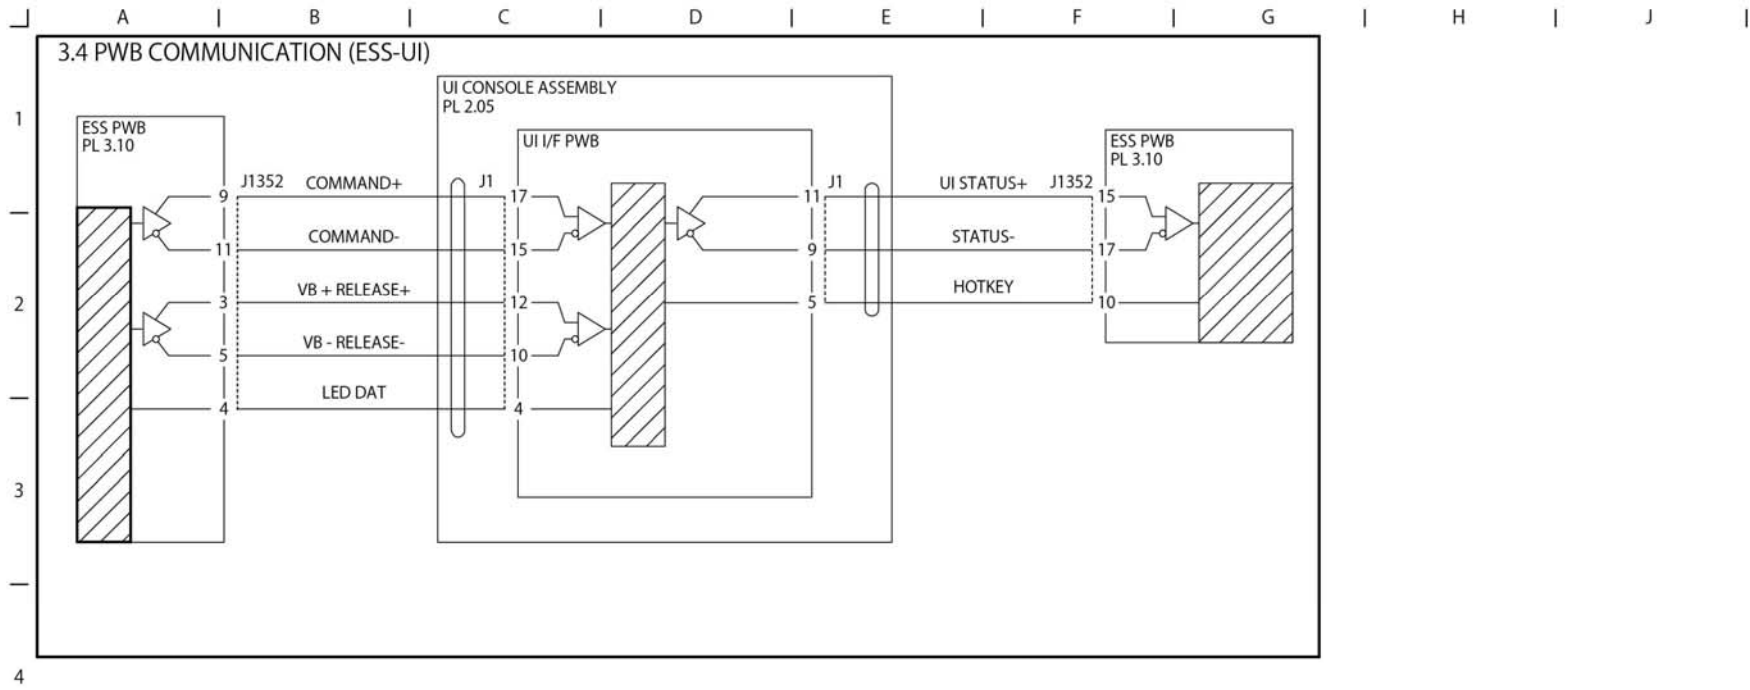 A B C D E F G H J
3.4 PWB COMMUNICATION (ESS-UI)
UI CONSOLE ASSEMBLY
PL 2.05
1
ESS PWB
PL 3.10
UI I/F PWB
ESS PWB
PL 3.10
9 J1352 COMMAND+ J1 17 11 J1 UI STATUS+ J1352 15
11 COMMAND- 15 9 STATUS- 17
2
3 VB + RELEASE+ 12 5 HOTKEY 10
5 VB - RELEASE- 10
4 LED DAT 4
3
4